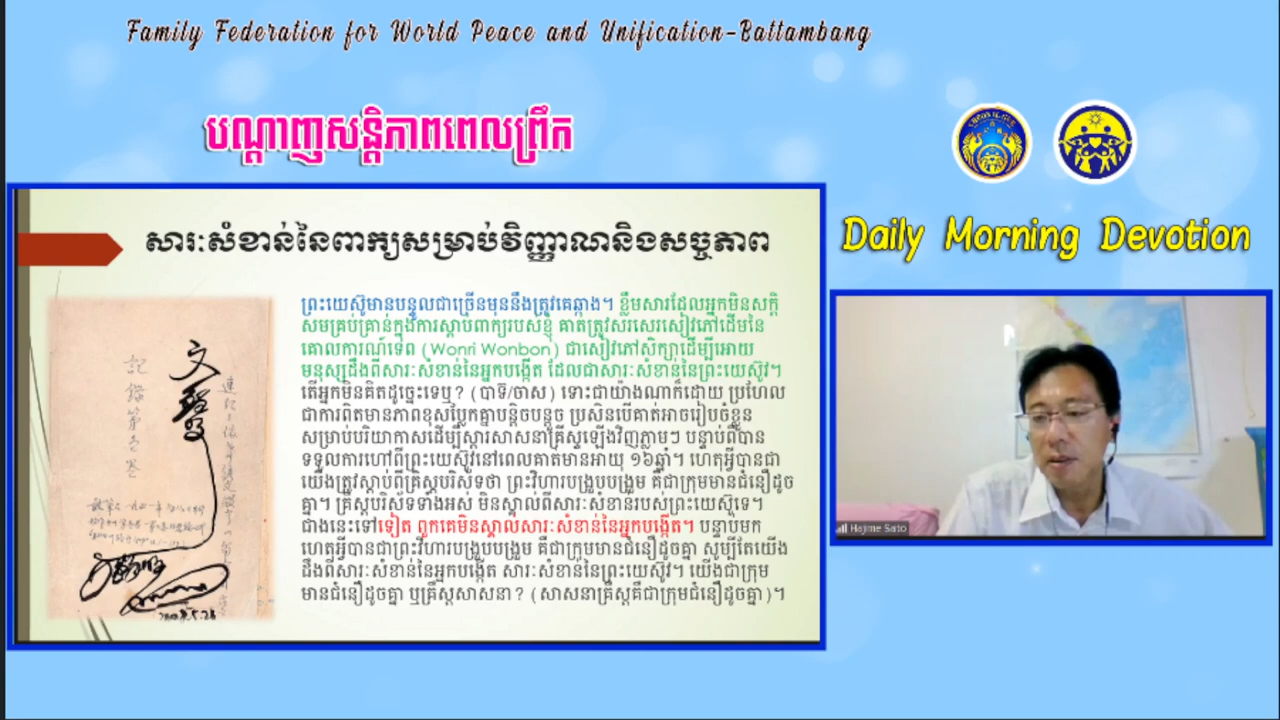 Family Federation for World Peace and Unification-Battambang
បណ្តាញសន្តិភាពពេលព្រឹក
Daily Morning Devotion
សារៈសំខាន់នៃពាក្យសម្រាប់វិញ្ញាណនិងសច្ចភាព
ព្រះយេស៊ូមានបន្ទូលជាច្រើនមុននឹងត្រូវគេឆ្កាង។ ខ្លឹមសារដែលអ្នកមិនសក្តិ
សមគ្រប់គ្រាន់ក្នុងការស្តាប់ពាក្យរបស់ខ្ញុំ គាត់ត្រូវសរសេរសៀវភៅដើមនៃ
គោលការណ៍ទេព (Wonri Wonbon) ជាសៀវភៅសិក្សាដើម្បីអោយ
មនុស្សដឹងពីសារៈសំខាន់នៃអ្នកបង្កើត ដែលជាសារៈសំខាន់នៃព្រះយេស៊ូវ។
តើអ្នកមិនគិតដូច្នេះទេឬ? (បាទ៊/ចាស) ទោះជាយ៉ាងណាក៏ដោយ ប្រហែល
ជាការពិតមានភាពខុសប្លែកគ្នាបន្តិចបន្តួច ប្រសិនបើគាត់អាចរៀបចំខ្លួន
សម្រាប់បរិយាកាសដើម្បីស្តារសាសនាគ្រីស្ទឡើងវិញភ្លាមៗ បន្ទាប់ពីបាន
ទទួលការហៅពីព្រះយេស៊ូវនៅពេលគាត់មានអាយុ ១៦ឆ្នាំ។ ហេតុអ្វីបានជា
យើងត្រូវស្តាប់ពីគ្រិស្តបរិសទថា ព្រះវិហារបង្រួបបង្រួម គឺជាក្រុមមានជំនឿដូច
គ្នា។ គ្រីស្តបរិស័ទទាំងអស់ មិនស្គាល់ពីសារៈសំខាន់របស់ព្រះយេស៊ូទេ។
ជាងនេះទៅទៀត ពួកគេមិនស្គាល់សារៈសំខាន់នៃអ្នកបង្កើត។ បន្ទាប់មក
ហេតុអ្វីបានជាព្រះវិហារបង្រួបបង្រួម គឺជាក្រុមមានជំនឿដូចគ្នា សូម្បីតែយើង
ដឹងពីសារៈសំខាន់នៃអ្នកបង្កើត សារៈសំខាន់នៃព្រះយេស៊ូវ។ យើងជាក្រុម
មានជំនឿដូចគ្នា ឬគ្រីស្តសាសនា? (សាសនាគ្រីស្តគឺជាក្រុមជំនឿដូចគ្នា)។
Hajime Sato